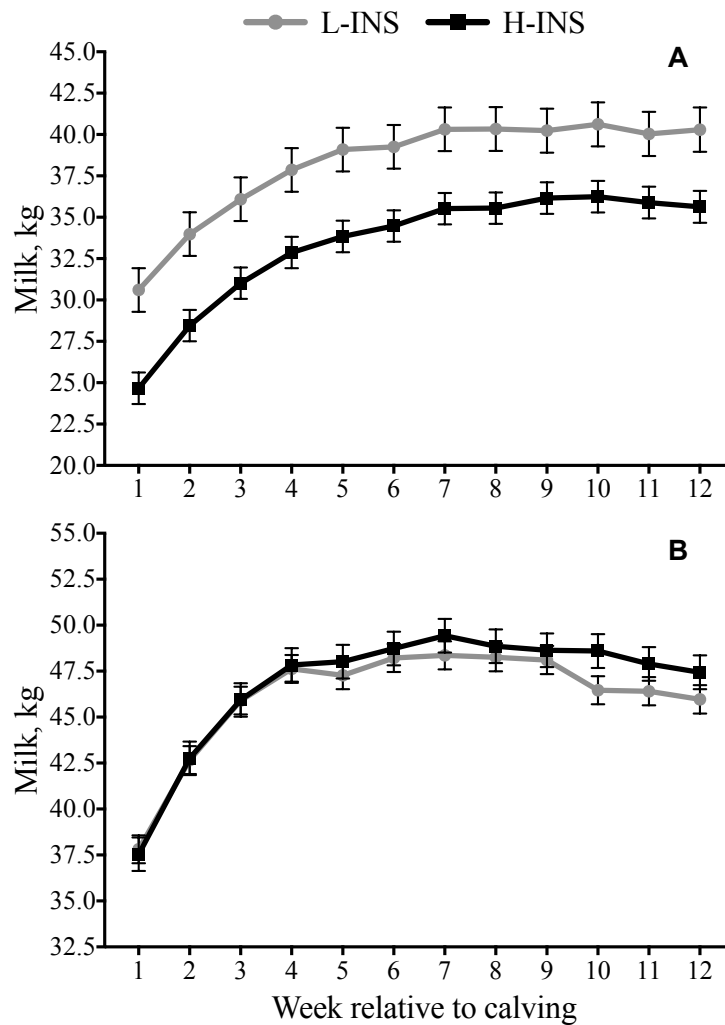 L-INS H-INS
A
45.0
42.5
40.0
37.5
35.0
32.5
30.0
27.5
25.0
22.5
20.0
Milk, kg
1 2 3 4 5 6 7 8 9 10 11 12
B
55.0
52.5
50.0
47.5
45.0
42.5
40.0
37.5
35.0
32.5
Milk, kg
1 2 3 4 5 6 7 8 9 10 11 12
Week relative to calving